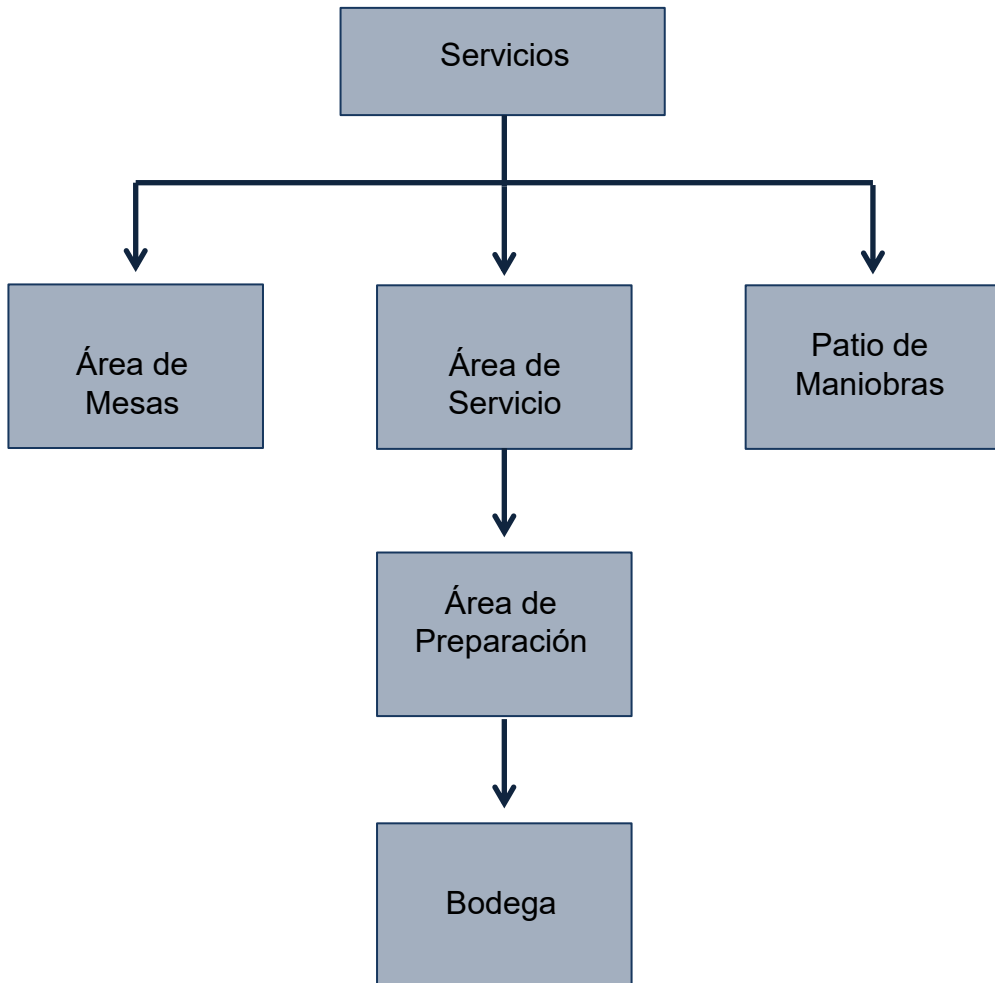 Servicios
Área de
Mesas
Área de
Servicio
Patio de
Maniobras
Área de
Preparación
Bodega